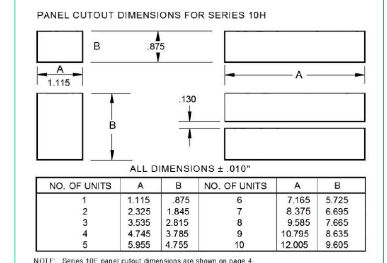 PANEL CUTOUT DIMENSIONS FOR SERIES 10H
B .875
A 1.115
A
B
.130
ALL DIMENSIONS ± .010"
NO. OF UNITS A B NO. OF UNITS A B
1 1.115 .875 6 7.165 5.725
2 2.325 1.845 7 8.375 6.695
3 3.535 2.815 8 9.585 7.665
4 4.745 3.785 9 10.795 8.635
5 5.955 4.755 10 12.005 9.605
NOTE: Series 10E panel cutout dimensions are shown on page 4